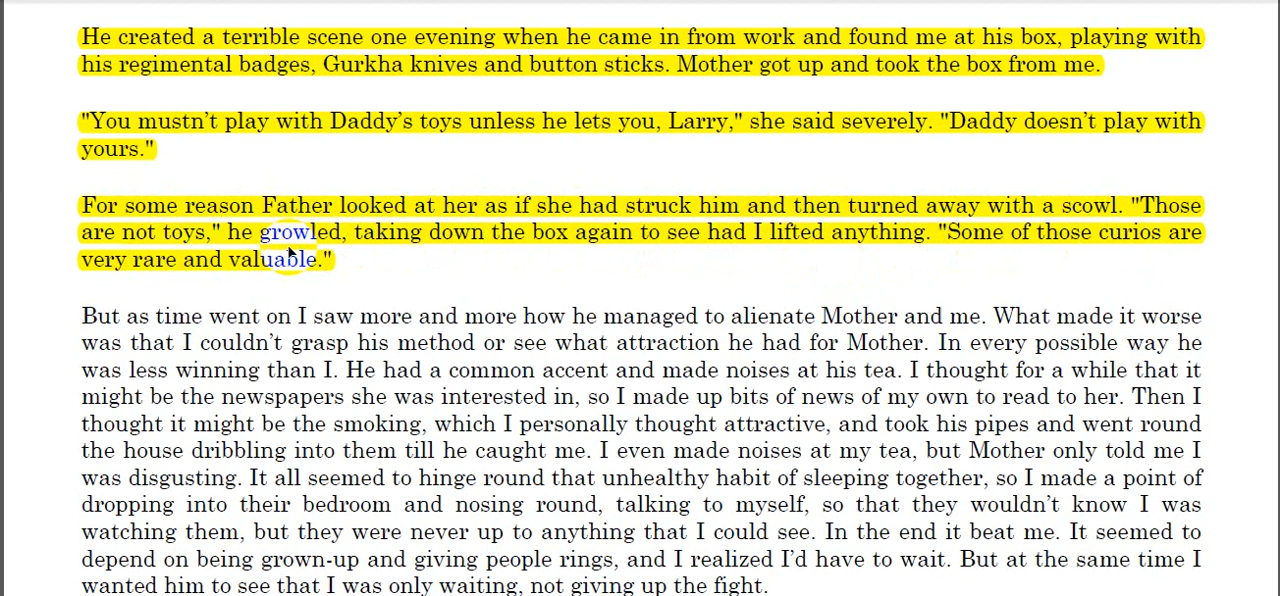 He created a terrible scene one evening when he came in from work and found me at his box, playing with
his regimental badges, Gurkha knives and button sticks. Mother got up and took the box from me.
"You mustn't play with Daddy's toys unless he lets you, Larry," she said severely. "Daddy doesn't play with
yours."
For some reason Father looked at her as if she had struck him and then turned away with a scowl. "Those
are not toys," he growled, taking down the box again to see had I lifted anything. "Some of those curios are
very rare and valuable."
But as time went on I saw more and more how he managed to alienate Mother and me. What made it worse
was that I couldn't grasp his method or see what attraction he had for Mother. In every possible way he
was less winning than I. He had a common accent and made noises at his tea. I thought for a while that it
might be the newspapers she was interested in, so I made up bits of news of my own to read to her. Then I
thought it might be the smoking, which I personally thought attractive, and took his pipes and went round
the house dribbling into them till he caught me. I even made noises at my tea, but Mother only told me I
was disgusting. It all seemed to hinge round that unhealthy habit of sleeping together, so I made a point of
dropping into their bedroom and nosing round, talking to myself, so that they wouldn't know I was
watching them, but they were never up to anything that I could see. In the end it beat me. It seemed to
depend on being grown-up and giving people rings, and I realized I'd have to wait. But at the same time I
wanted him to see that I was only waiting, not giving up the fight.